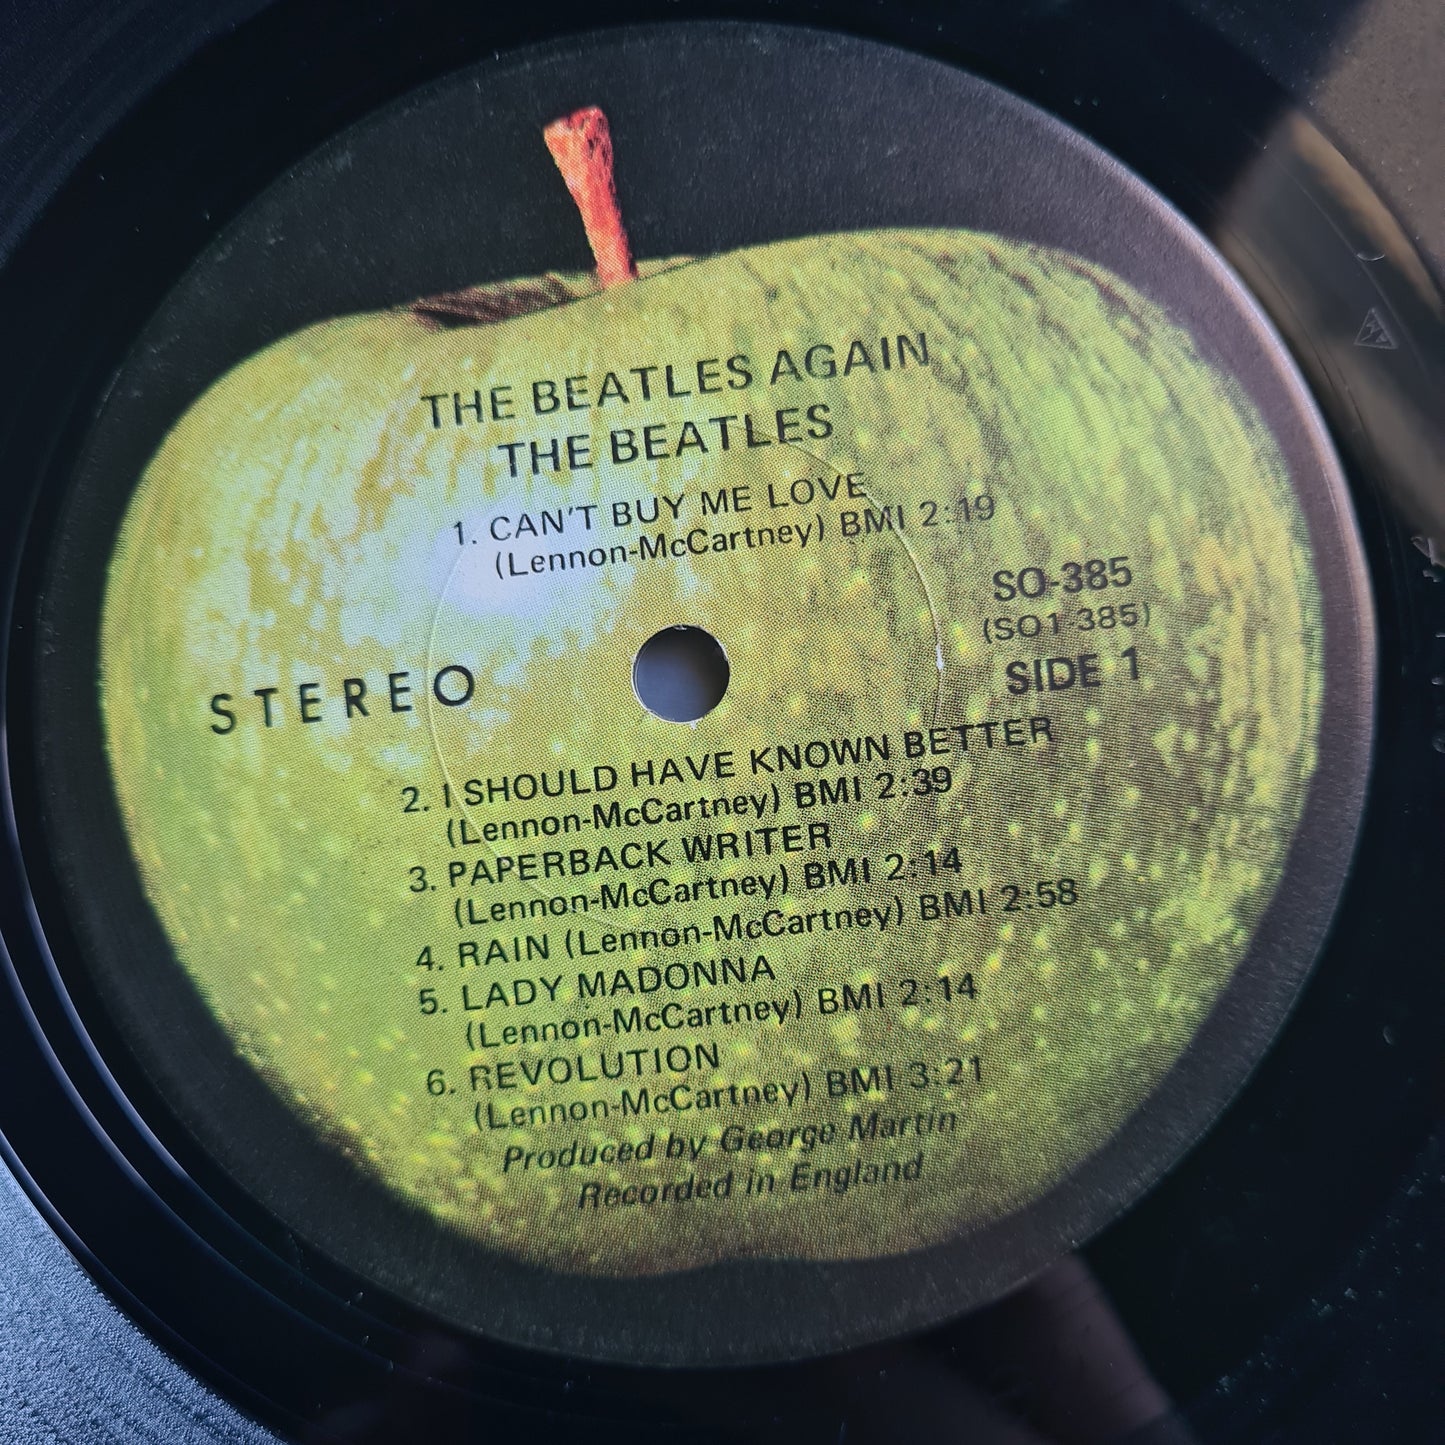 THE BEATLES AGAIN
THE BEATLES
1. CAN'T BUY ME LOVE
(Lennon-McCartney) BMI 2:19
SO-385
(SO1-385)
SIDE 1
STEREO
2. I SHOULD HAVE KNOWN BETTER
(Lennon-McCartney) BMI 2:39
3. PAPERBACK WRITER
(Lennon-McCartney) BMI 2:14
4. RAIN (Lennon-McCartney) BMI 2:58
5. LADY MADONNA
(Lennon-McCartney) BMI 2:14
6. REVOLUTION
(Lennon-McCartney) BMI 3:21
Produced by George Martin
Recorded in England